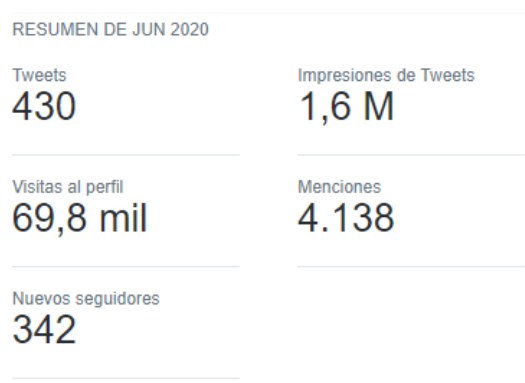 RESUMEN DE JUN 2020
Tweets
430
Impresiones de Tweets
1,6 M
Visitas al perfil
69,8 mil
Menciones
4.138
Nuevos seguidores
342